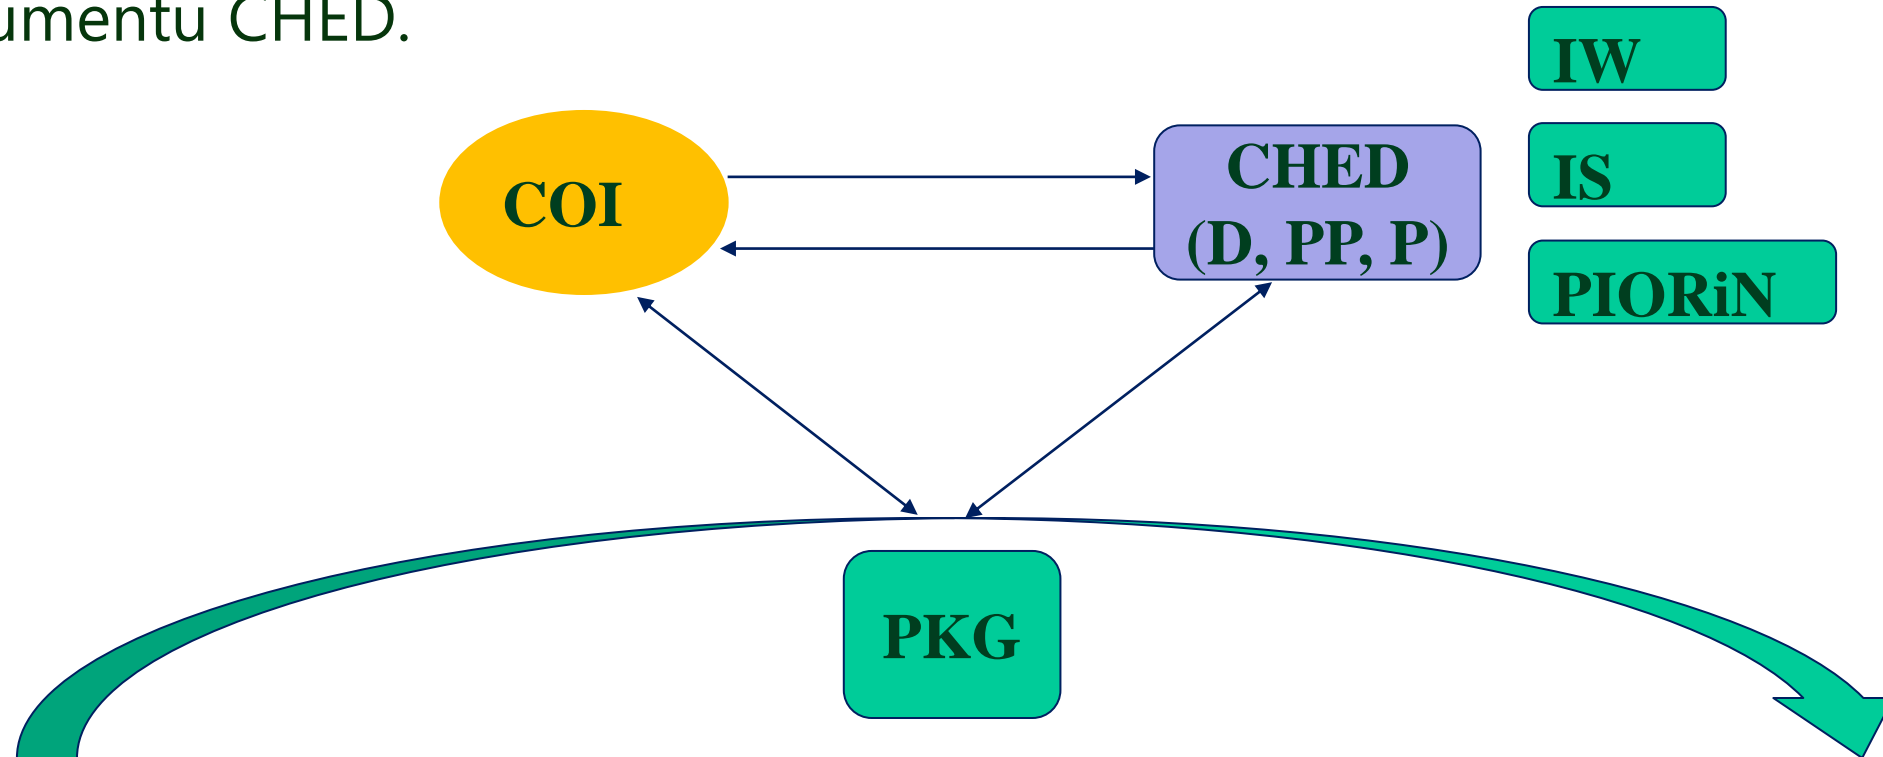 umentu CHED.
IW
COI
CHED
(D, PP, P)
IS
PIORiN
PKG